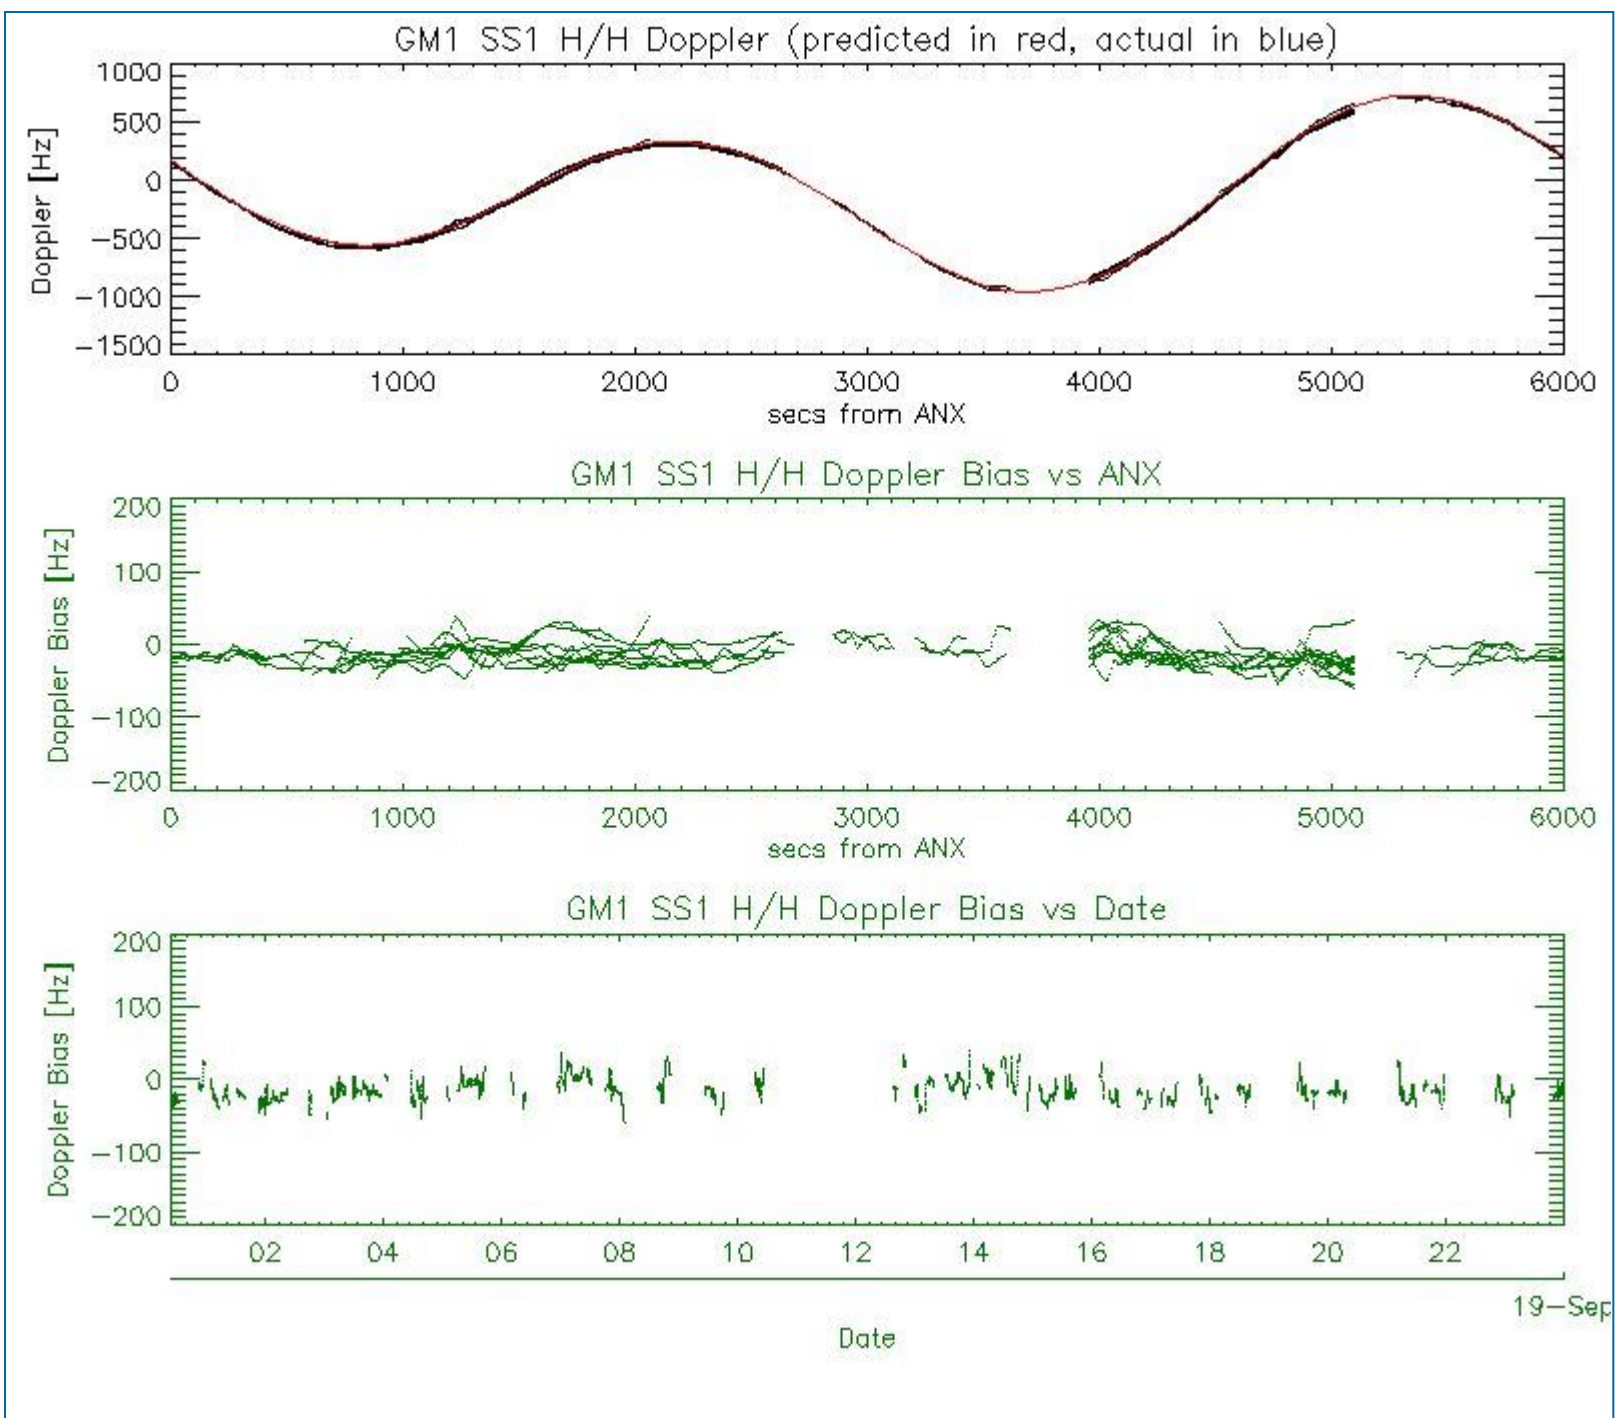 GM1 SS1 H/H Doppler (predicted in red, actual in blue)
1000
500
0
-500
-1000
-1500
Doppler [Hz]
0 1000 2000 3000 4000 5000 6000
secs from ANX
GM1 SS1 H/H Doppler Bias vs ANX
200
100
0
-100
-200
Doppler Bias [Hz]
0 1000 2000 3000 4000 5000 6000
secs from ANX
GM1 SS1 H/H Doppler Bias vs Date
200
100
0
-100
-200
Doppler Bias [Hz]
02 04 06 08 10 12 14 16 18 20 22
19-Sep
Date